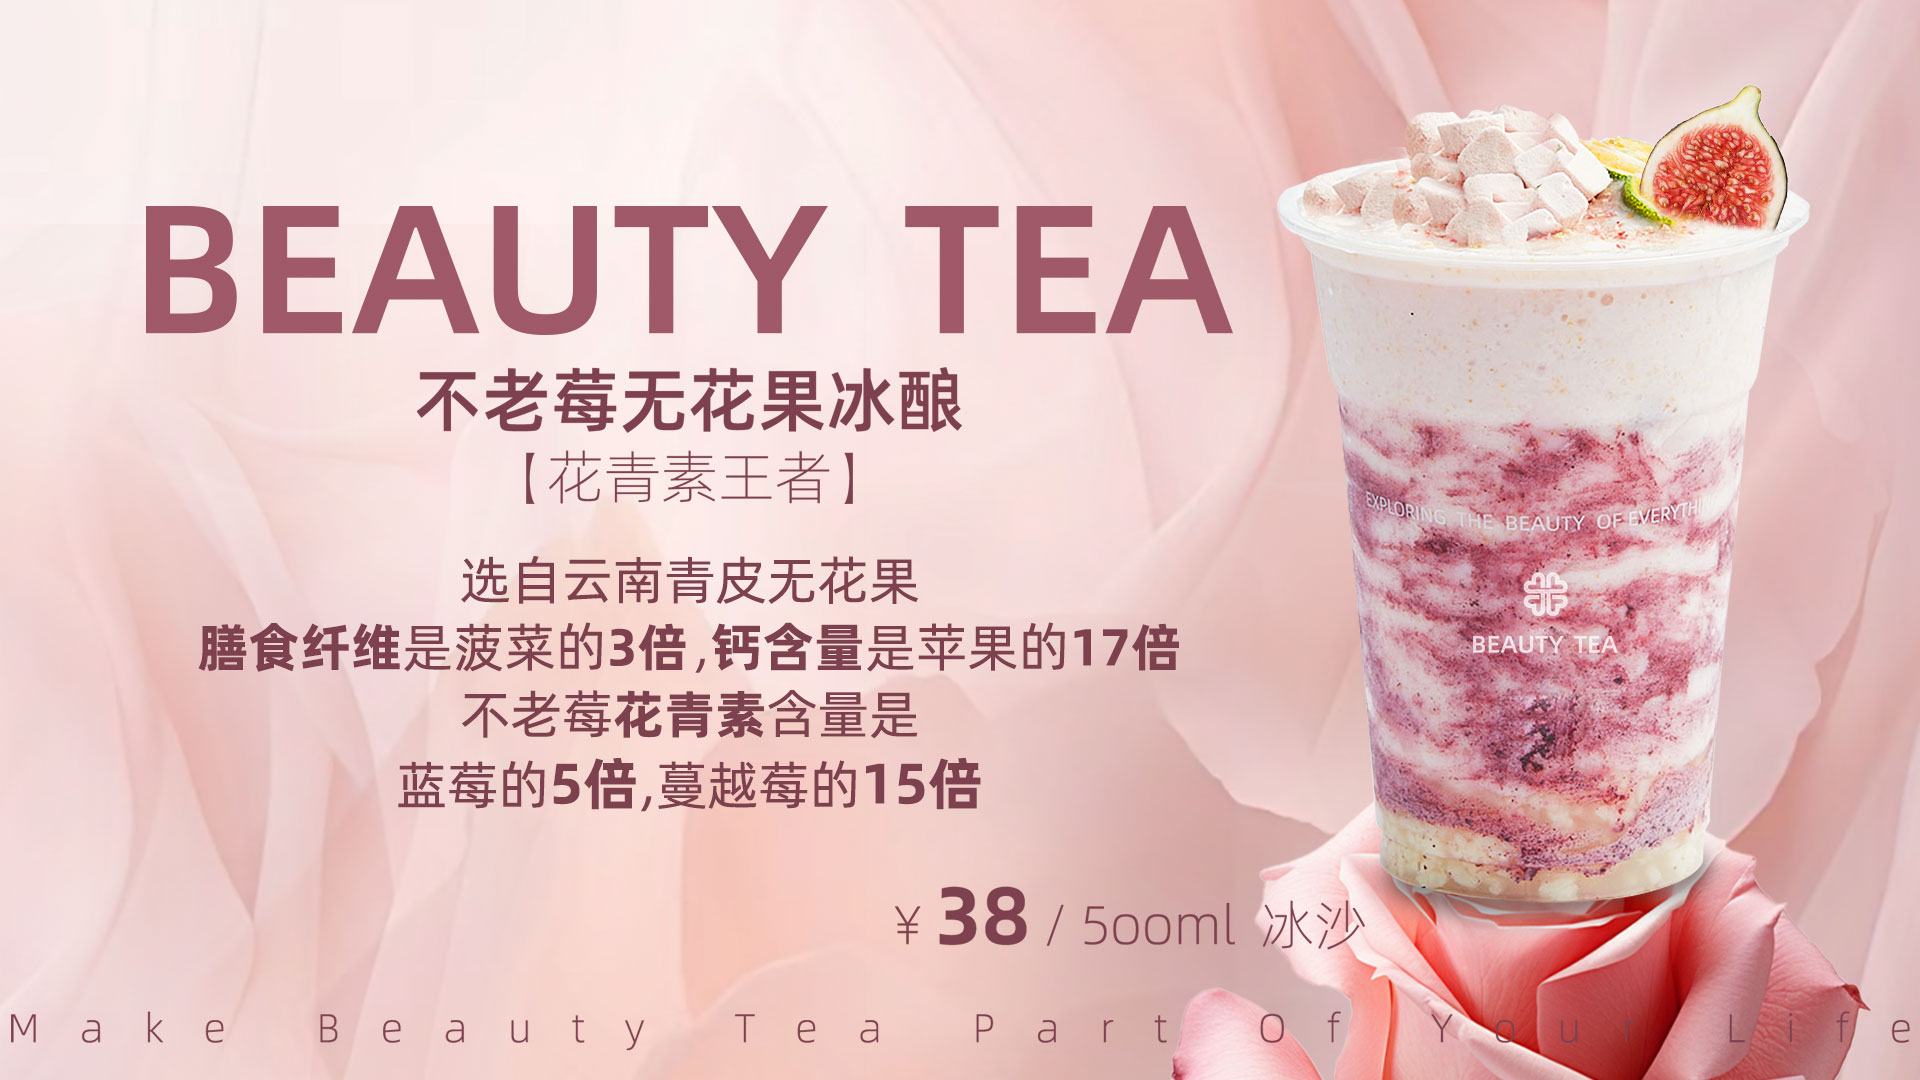 BEAUTY TEA
不老莓无花果冰酿
【花青素王者】
选自云南青皮无花果
膳食纤维是菠菜的3倍,钙含量是苹果的17倍
不老莓花青素含量是
蓝莓的5倍,蔓越莓的15倍
¥38 / 500ml 冰沙
EXPLORING THE BEAUTY OF EVERYTHIN
BEAUTY TEA
Make Beauty Tea Part Of Your Life